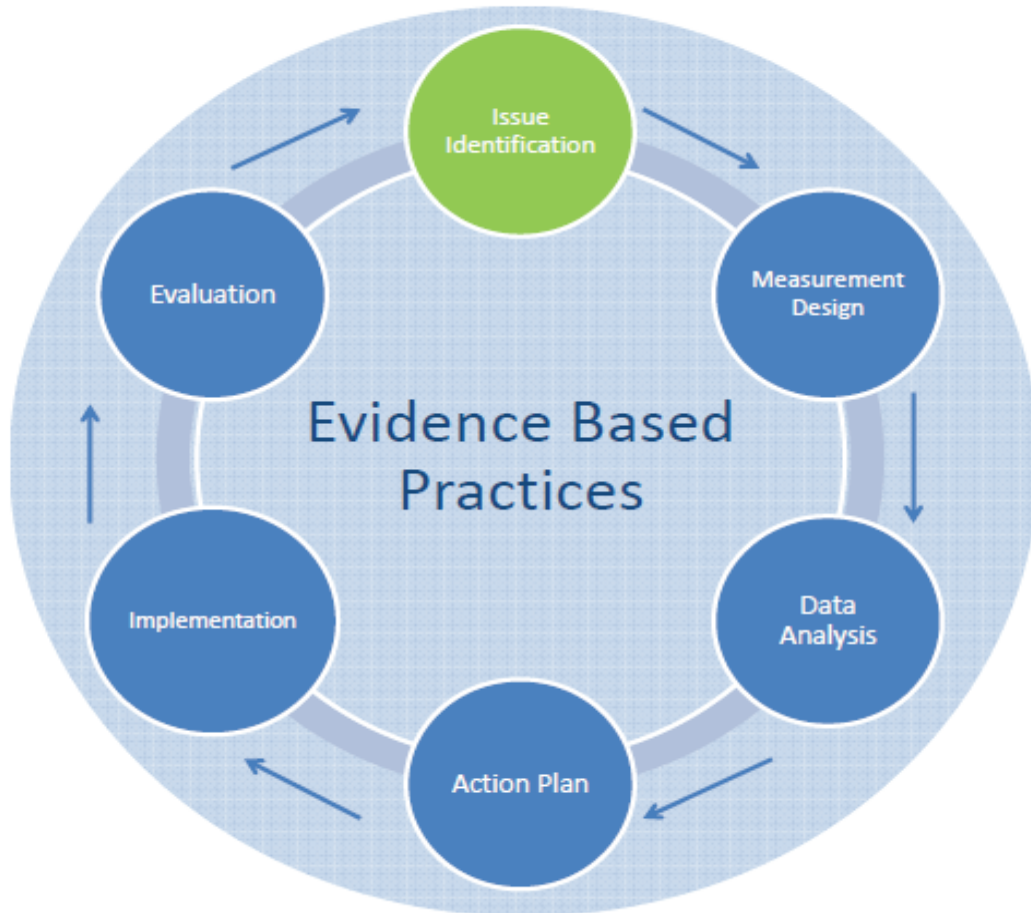 Issue
Identification
Measurement
Design
Data
Analysis
Action Plan
Implementation
Evaluation
Evidence Based
Practices